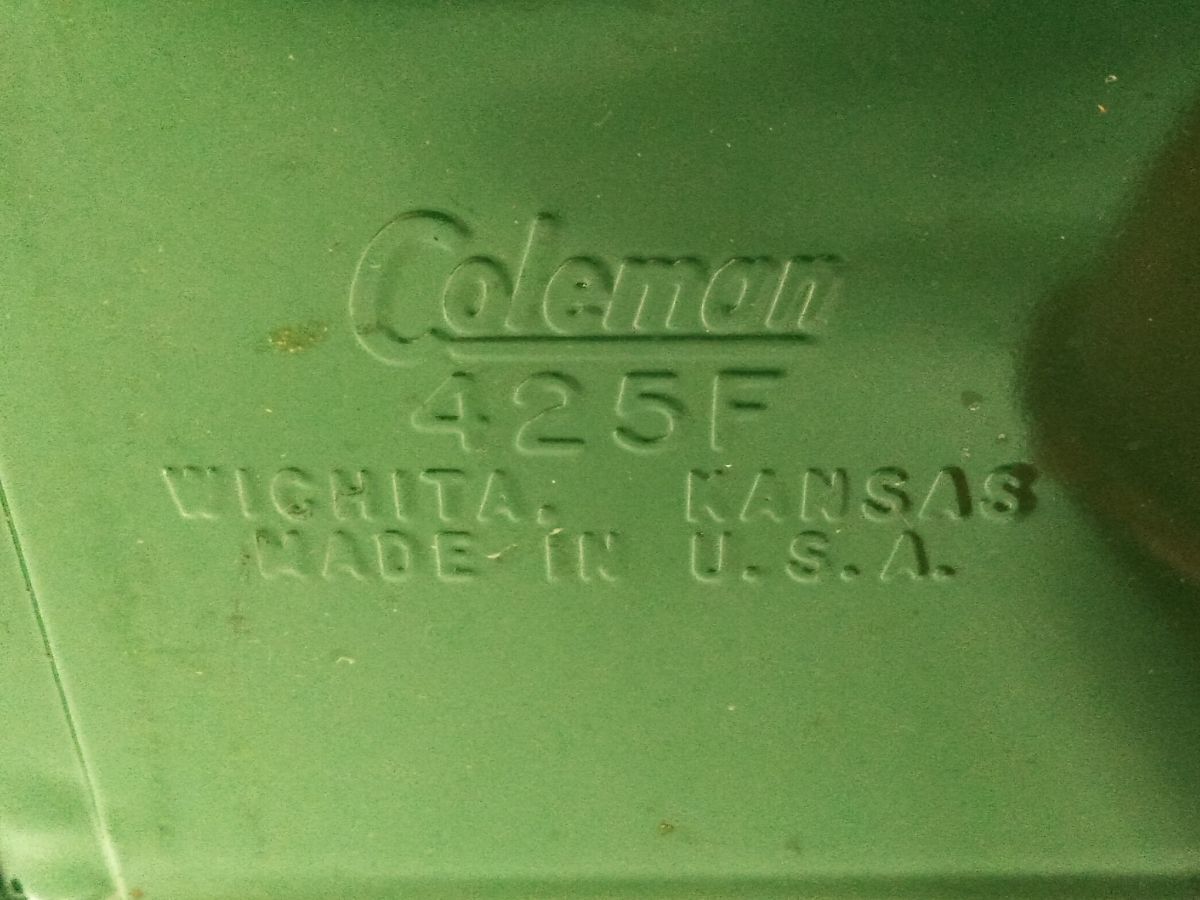 Coleman
425F
WICHITA, KANSAS
MADE IN U.S.A.